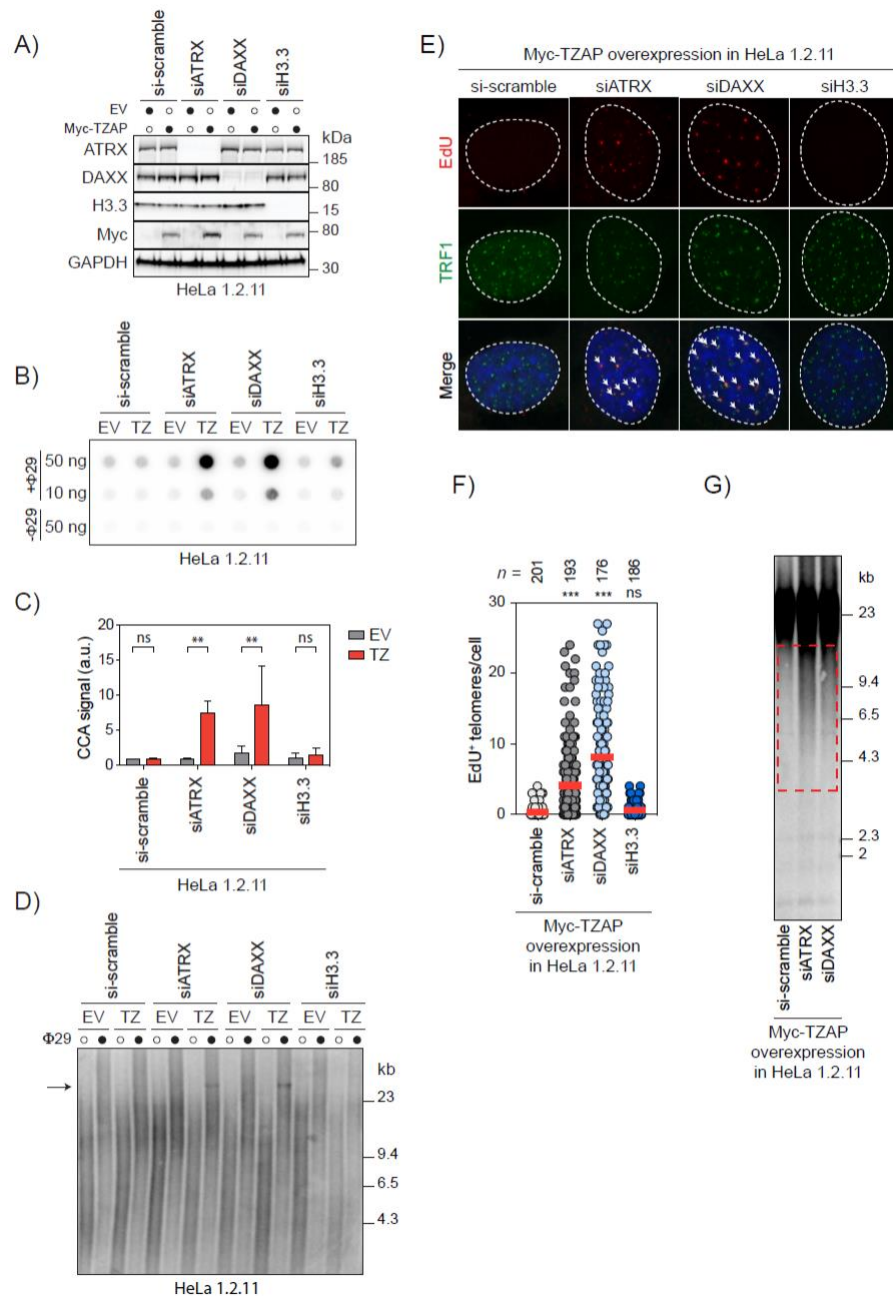 A)
si-scramble
siATRX
siDAXX
siH3.3
EV
Myc-TZAP
kDa
ATRX
185
DAXX
80
H3.3
15
Myc
80
GAPDH
30
HeLa 1.2.11
B)
si-scramble
siATRX
siDAXX
siH3.3
EV TZ EV TZ EV TZ EV TZ
+Φ29
50 ng
10 ng
-Φ29
50 ng
HeLa 1.2.11
C)
CCA signal (a.u.)
20
15
10
5
0
ns
**
**
ns
EV
TZ
si-scramble
siATRX
siDAXX
siH3.3
HeLa 1.2.11
D)
si-scramble
siATRX
siDAXX
siH3.3
EV TZ EV TZ EV TZ EV TZ
Φ29
kb
23
9.4
6.5
4.3
HeLa 1.2.11
E)
Myc-TZAP overexpression in HeLa 1.2.11
si-scramble siATRX siDAXX siH3.3
EdU
TRF1
Merge
F)
n =
201
193
176
186
***
***
ns
EdU+ telomeres/cell
30
20
10
0
si-cramble
siATRX
siDAXX
siH3.3
Myc-TZAP
overexpression
in HeLa 1.2.11
G)
kb
23
9.4
6.5
4.3
2.3
2
si-scramble
siATRX
siDAXX
Myc-TZAP
overexpression
in HeLa 1.2.11